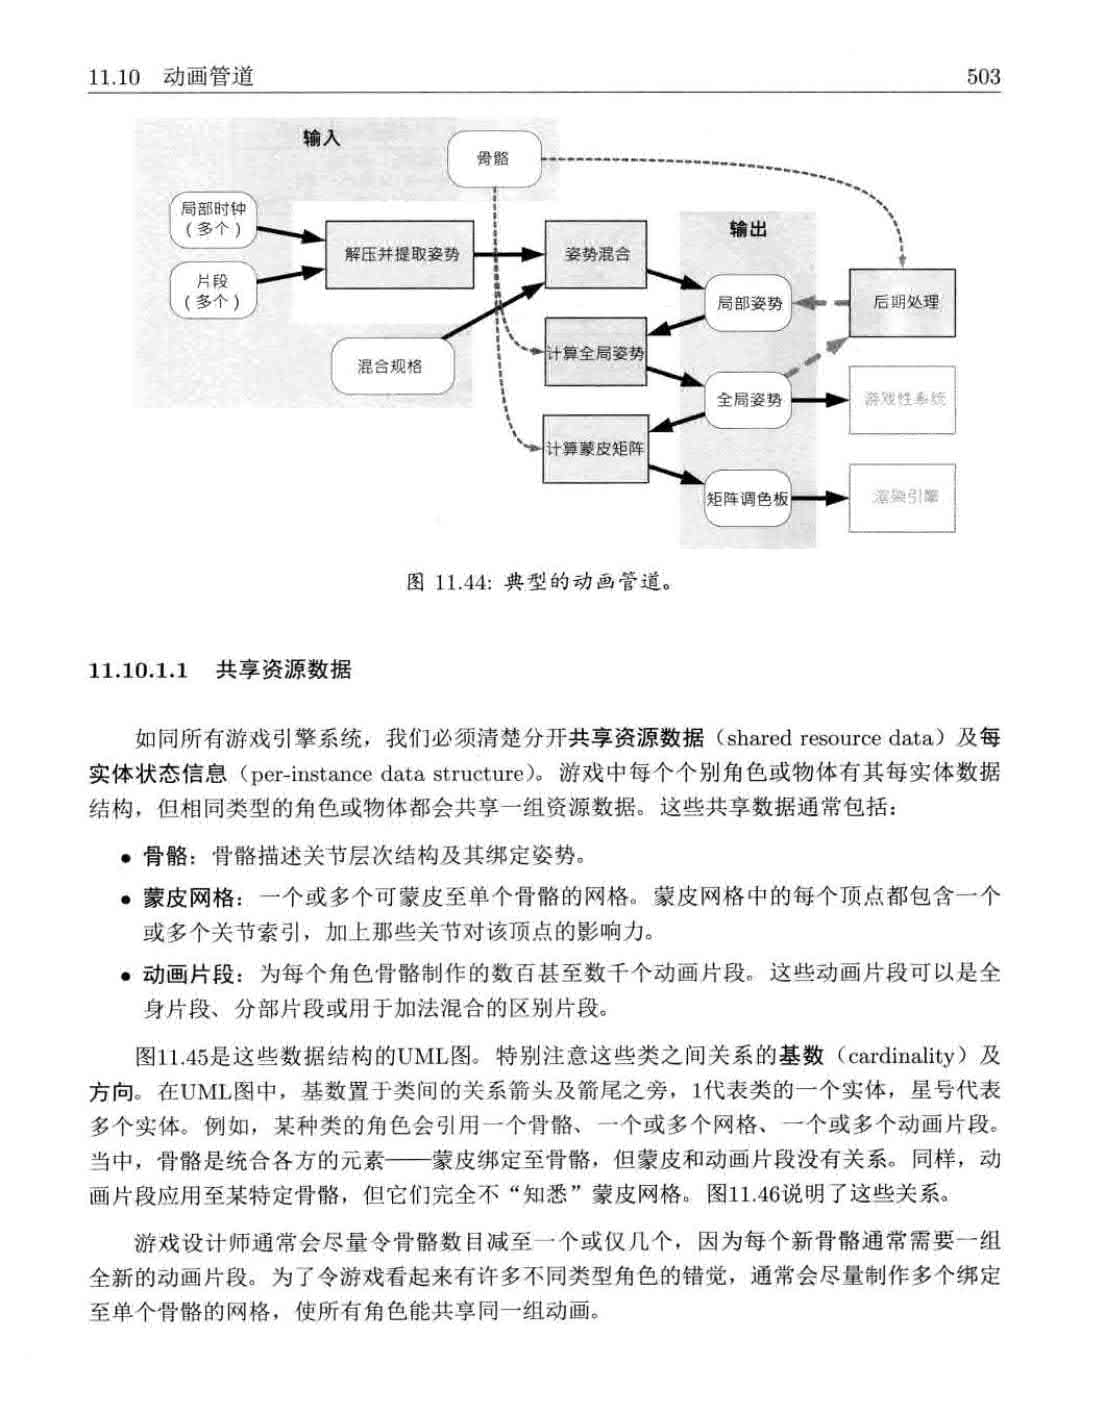 11.10 动画管道 503
输入
骨骼
局部时钟
(多个)
输出
解压并提取姿势
姿势混合
片段
(多个)
局部姿势
后期处理
计算全局姿势
混合规格
全局姿势
游戏性系统
计算蒙皮矩阵
矩阵调色板
渲染引擎
图 11.44: 典型的动画管道。
11.10.1.1 共享资源数据
如同所有游戏引擎系统，我们必须清楚分开共享资源数据（shared resource data）及每
实体状态信息（per-instance data structure）。游戏中每个个别角色或物体有其每实体数据
结构，但相同类型的角色或物体都会共享一组资源数据。这些共享数据通常包括：
• 骨骼：骨骼描述关节层次结构及其绑定姿势。
• 蒙皮网格：一个或多个可蒙皮至单个骨骼的网格。蒙皮网格中的每个顶点都包含一个
或多个关节索引，加上那些关节对该顶点的影响力。
• 动画片段：为每个角色骨骼制作的数百甚至数千个动画片段。这些动画片段可以是全
身片段、分部片段或用于加法混合的区别片段。
图11.45是这些数据结构的UML图。特别注意这些类之间关系的基数（cardinality）及
方向。在UML图中，基数置于类间的关系箭头及箭尾之旁，1代表类的一个实体，星号代表
多个实体。例如，某种类的角色会引用一个骨骼、一个或多个网格、一个或多个动画片段。
当中，骨骼是统合各方的元素——蒙皮绑定至骨骼，但蒙皮和动画片段没有关系。同样，动
画片段应用至某特定骨骼，但它们完全不“知悉”蒙皮网格。图11.46说明了这些关系。
游戏设计师通常会尽量令骨骼数目减至一个或仅几个，因为每个新骨骼通常需要一组
全新的动画片段。为了令游戏看起来有许多不同类型角色的错觉，通常会尽量制作多个绑定
至单个骨骼的网格，使所有角色能共享同一组动画。